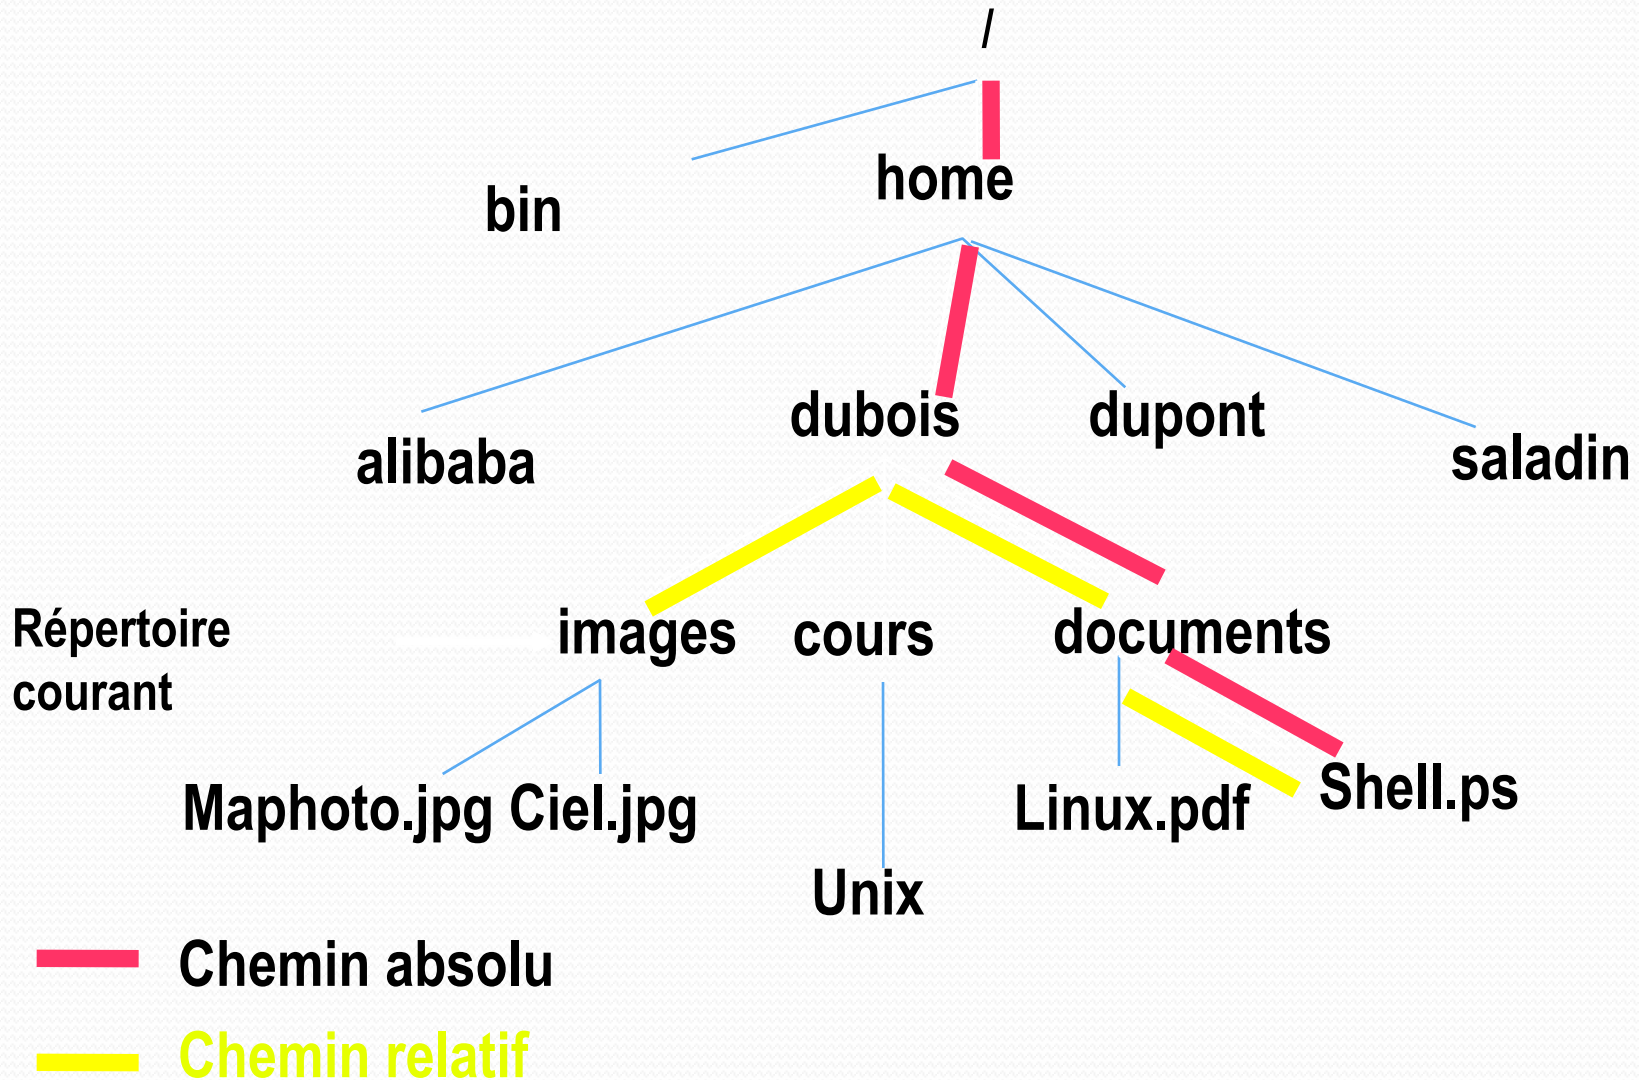 /
home
bin
dubois
dupont
alibaba
saladin
Répertoire
courant
images
cours
documents
Maphoto.jpg Ciel.jpg
Linux.pdf
Shell.ps
Unix
Chemin absolu
Chemin relatif